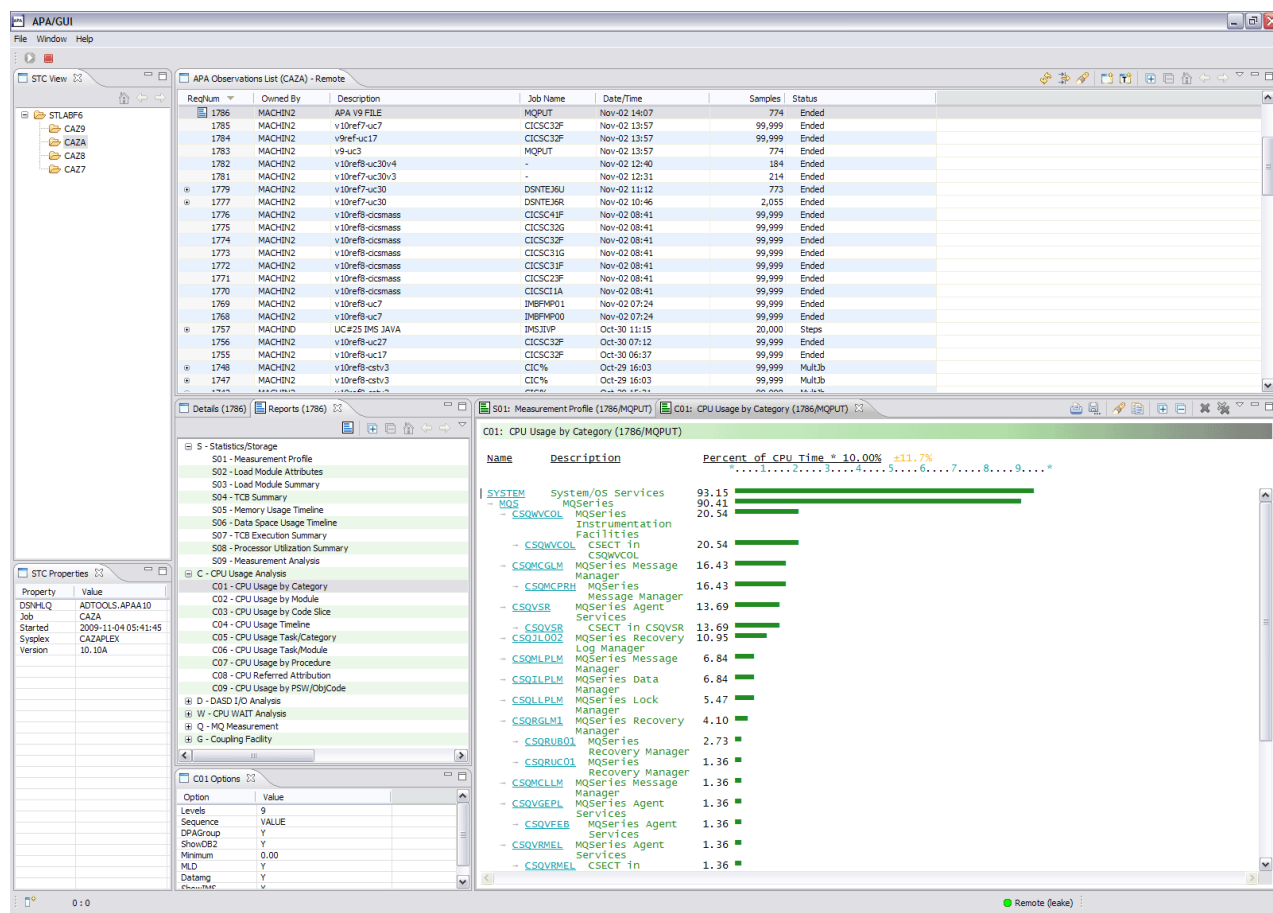 APA/GUI
File Window Help
STC View
STLABF6
CAZ9
CAZA
CAZ8
CAZ7
APA Observations List (CAZA) - Remote
ReqNum Owned By Description Job Name Date/Time Samples Status
1786 MACHIN2 APA V9 FILE MQPUT Nov-02 14:07 774 Ended
1785 MACHIN2 v10ref7-uc7 CICSC32F Nov-02 13:57 99,999 Ended
1784 MACHIN2 v9ref-uc17 CICSC32F Nov-02 13:57 99,999 Ended
1783 MACHIN2 v9-uc3 MQPUT Nov-02 13:57 774 Ended
1782 MACHIN2 v10ref8-uc30v4 - Nov-02 12:40 184 Ended
1781 MACHIN2 v10ref7-uc30v3 - Nov-02 12:31 214 Ended
1779 MACHIN2 v10ref7-uc30 DSNTEJ6U Nov-02 11:12 773 Ended
1777 MACHIN2 v10ref7-uc30 DSNTEJ6R Nov-02 10:46 2,055 Ended
1776 MACHIN2 v10ref8-cicsmass CICSC41F Nov-02 08:41 99,999 Ended
1775 MACHIN2 v10ref8-cicsmass CICSC32G Nov-02 08:41 99,999 Ended
1774 MACHIN2 v10ref8-cicsmass CICSC32F Nov-02 08:41 99,999 Ended
1773 MACHIN2 v10ref8-cicsmass CICSC31G Nov-02 08:41 99,999 Ended
1772 MACHIN2 v10ref8-cicsmass CICSC31F Nov-02 08:41 99,999 Ended
1771 MACHIN2 v10ref8-cicsmass CICSC23F Nov-02 08:41 99,999 Ended
1770 MACHIN2 v10ref8-cicsmass CICSCI1A Nov-02 08:41 99,999 Ended
1769 MACHIN2 v10ref8-uc7 IMBFMP01 Nov-02 07:24 99,999 Ended
1768 MACHIN2 v10ref8-uc7 IMBFMP00 Nov-02 07:24 99,999 Ended
1757 MACHIND UC#25 IMS JAVA IMSJIVP Oct-30 11:15 20,000 Steps
1756 MACHIN2 v10ref8-uc27 CICSC32F Oct-30 07:12 99,999 Ended
1755 MACHIN2 v10ref8-uc17 CICSC32F Oct-30 06:37 99,999 Ended
1748 MACHIN2 v10ref8-cstv3 CIC% Oct-29 16:03 99,999 MultJb
1747 MACHIN2 v10ref8-cstv3 CIC% Oct-29 16:03 99,999 MultJb
STC Properties
Property Value
DSNHLQ ADTOOLS.APAA10
Job CAZA
Started 2009-11-04 05:41:45
Sysplex CAZAPLEX
Version 10.10A
Details (1786) Reports (1786)
S - Statistics/Storage
S01 - Measurement Profile
S02 - Load Module Attributes
S03 - Load Module Summary
S04 - TCB Summary
S05 - Memory Usage Timeline
S06 - Data Space Usage Timeline
S07 - TCB Execution Summary
S08 - Processor Utilization Summary
S09 - Measurement Analysis
C - CPU Usage Analysis
C01 - CPU Usage by Category
C02 - CPU Usage by Module
C03 - CPU Usage by Code Slice
C04 - CPU Usage Timeline
C05 - CPU Usage Task/Category
C06 - CPU Usage Task/Module
C07 - CPU Usage by Procedure
C08 - CPU Referred Attribution
C09 - CPU Usage by PSW/ObjCode
D - DASD I/O Analysis
W - CPU WAIT Analysis
Q - MQ Measurement
G - Coupling Facility
C01 Options
Option Value
Levels 9
Sequence VALUE
DPAGroup Y
ShowDB2 Y
Minimum 0.00
MLD Y
Datamg Y
ShowIMS Y
S01: Measurement Profile (1786/MQPUT) C01: CPU Usage by Category (1786/MQPUT)
C01: CPU Usage by Category (1786/MQPUT)
Name Description Percent of CPU Time * 10.00% ±11.7%
*....1....2....3....4....5....6....7....8....9....*
SYSTEM System/OS Services 93.15
→ MQS MQSeries 90.41
→ CSQWVCOL MQSeries 20.54
Instrumentation
Facilities
→ CSQWVCOL CSECT in 20.54
CSQWVCOL
→ CSQMCGLM MQSeries Message 16.43
Manager
→ CSQMCPRH MQSeries 16.43
Message Manager
→ CSQVSR MQSeries Agent 13.69
Services
→ CSQVSR CSECT in CSQVSR 13.69
→ CSQJL002 MQSeries Recovery 10.95
Log Manager
→ CSQMLPLM MQSeries Message 6.84
Manager
→ CSQILPLM MQSeries Data 6.84
Manager
→ CSQLLPLM MQSeries Lock 5.47
Manager
→ CSQRGLM1 MQSeries Recovery 4.10
Manager
→ CSQRUB01 MQSeries 2.73
Recovery Manager
→ CSQRUC01 MQSeries 1.36
Recovery Manager
→ CSQMCLLM MQSeries Message 1.36
Manager
→ CSQVGEPL MQSeries Agent 1.36
Services
→ CSQVFEB MQSeries Agent 1.36
Services
→ CSQVRMEL MQSeries Agent 1.36
Services
→ CSQVRMEL CSECT in 1.36
0 : 0
Remote (leake)